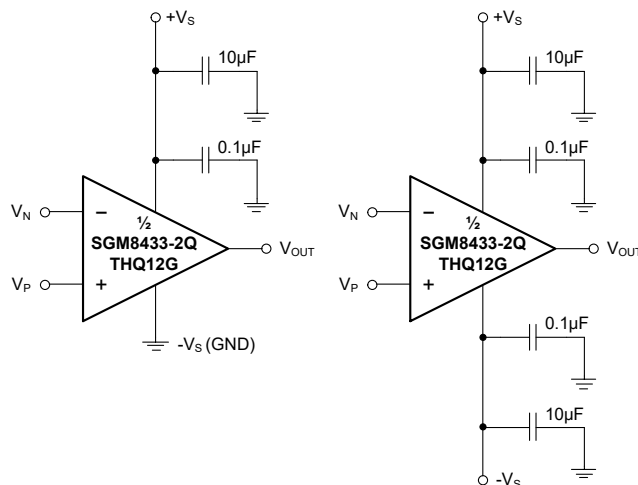 +VS
10µF
0.1µF
VN
−
½
SGM8433-2Q
THQ12G
VOUT
VP
+
-VS (GND)
+VS
10µF
0.1µF
VN
−
½
SGM8433-2Q
THQ12G
VOUT
VP
+
0.1µF
10µF
-VS